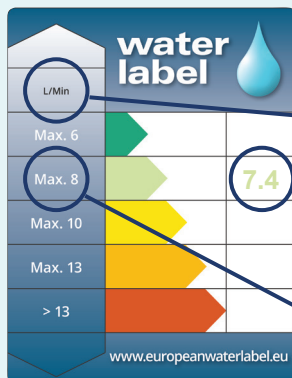 water
label
L/Min
Max. 6
Max. 8
7.4
Max. 10
Max. 13
> 13
www.europeanwaterlabel.eu